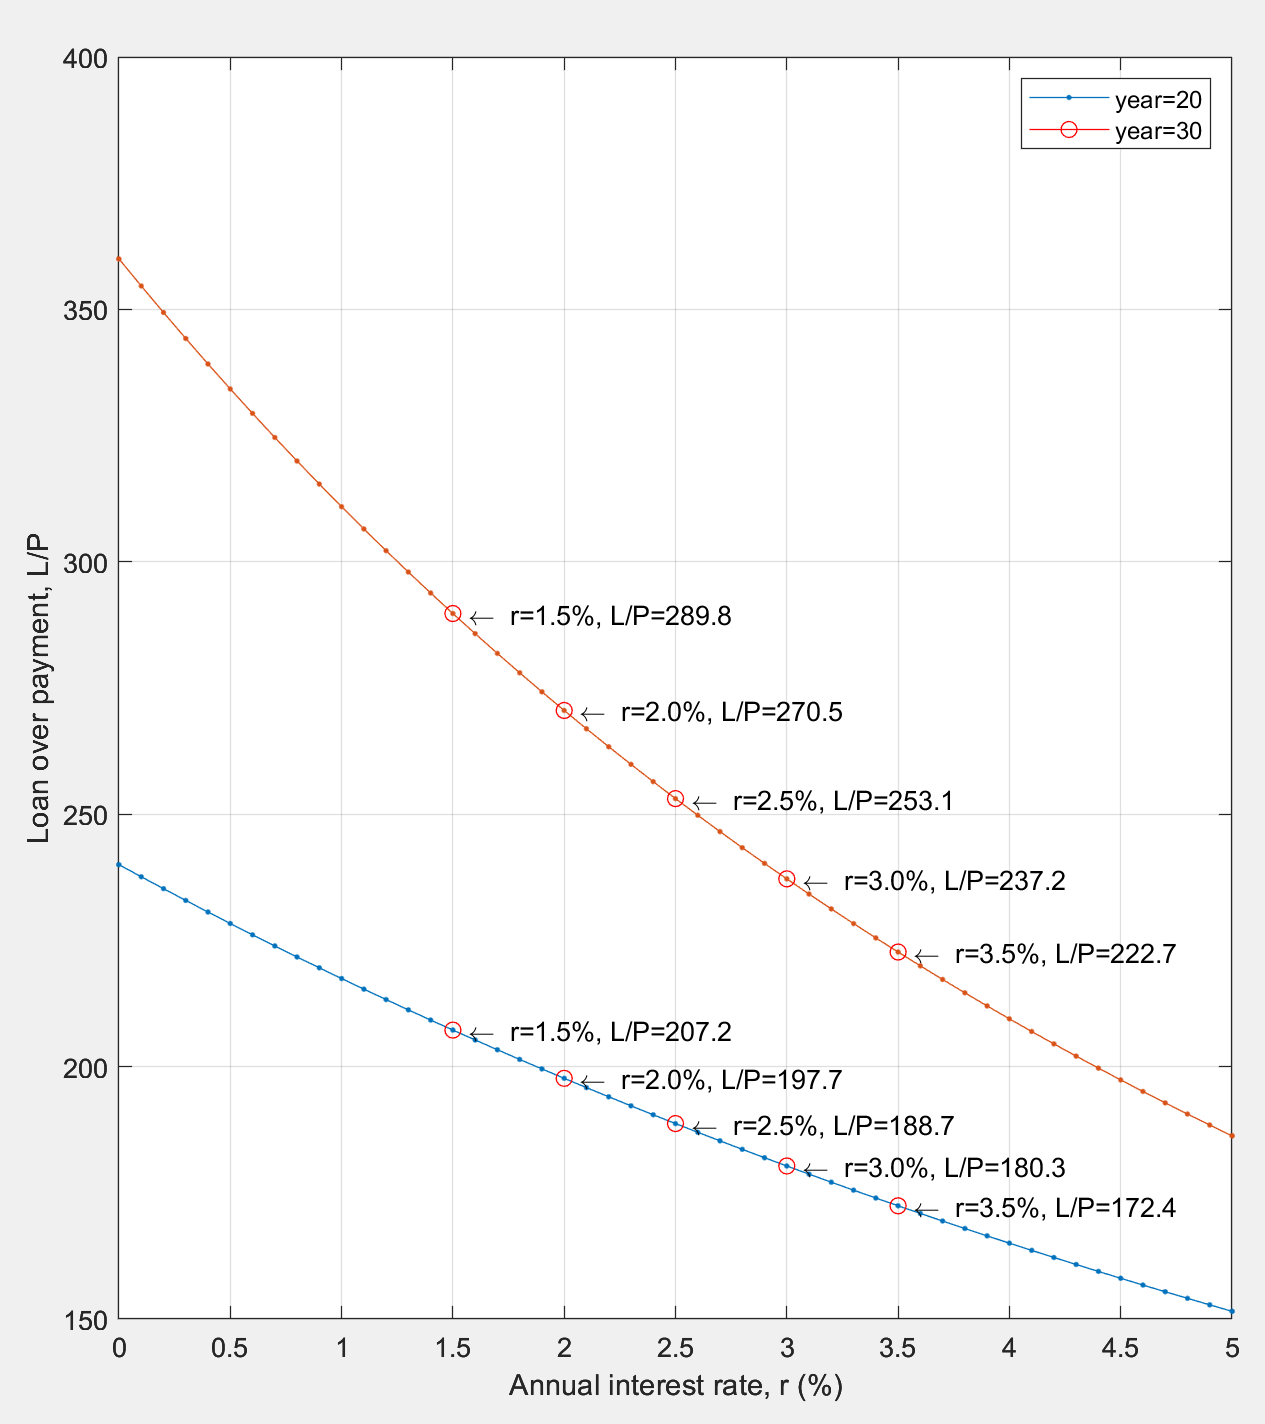 400
350
300
250
200
150
Loan over payment, L/P
year=20
year=30
r=1.5%, L/P=289.8
r=2.0%, L/P=270.5
r=2.5%, L/P=253.1
r=3.0%, L/P=237.2
r=3.5%, L/P=222.7
r=1.5%, L/P=207.2
r=2.0%, L/P=197.7
r=2.5%, L/P=188.7
r=3.0%, L/P=180.3
r=3.5%, L/P=172.4
0 0.5 1 1.5 2 2.5 3 3.5 4 4.5 5
Annual interest rate, r (%)